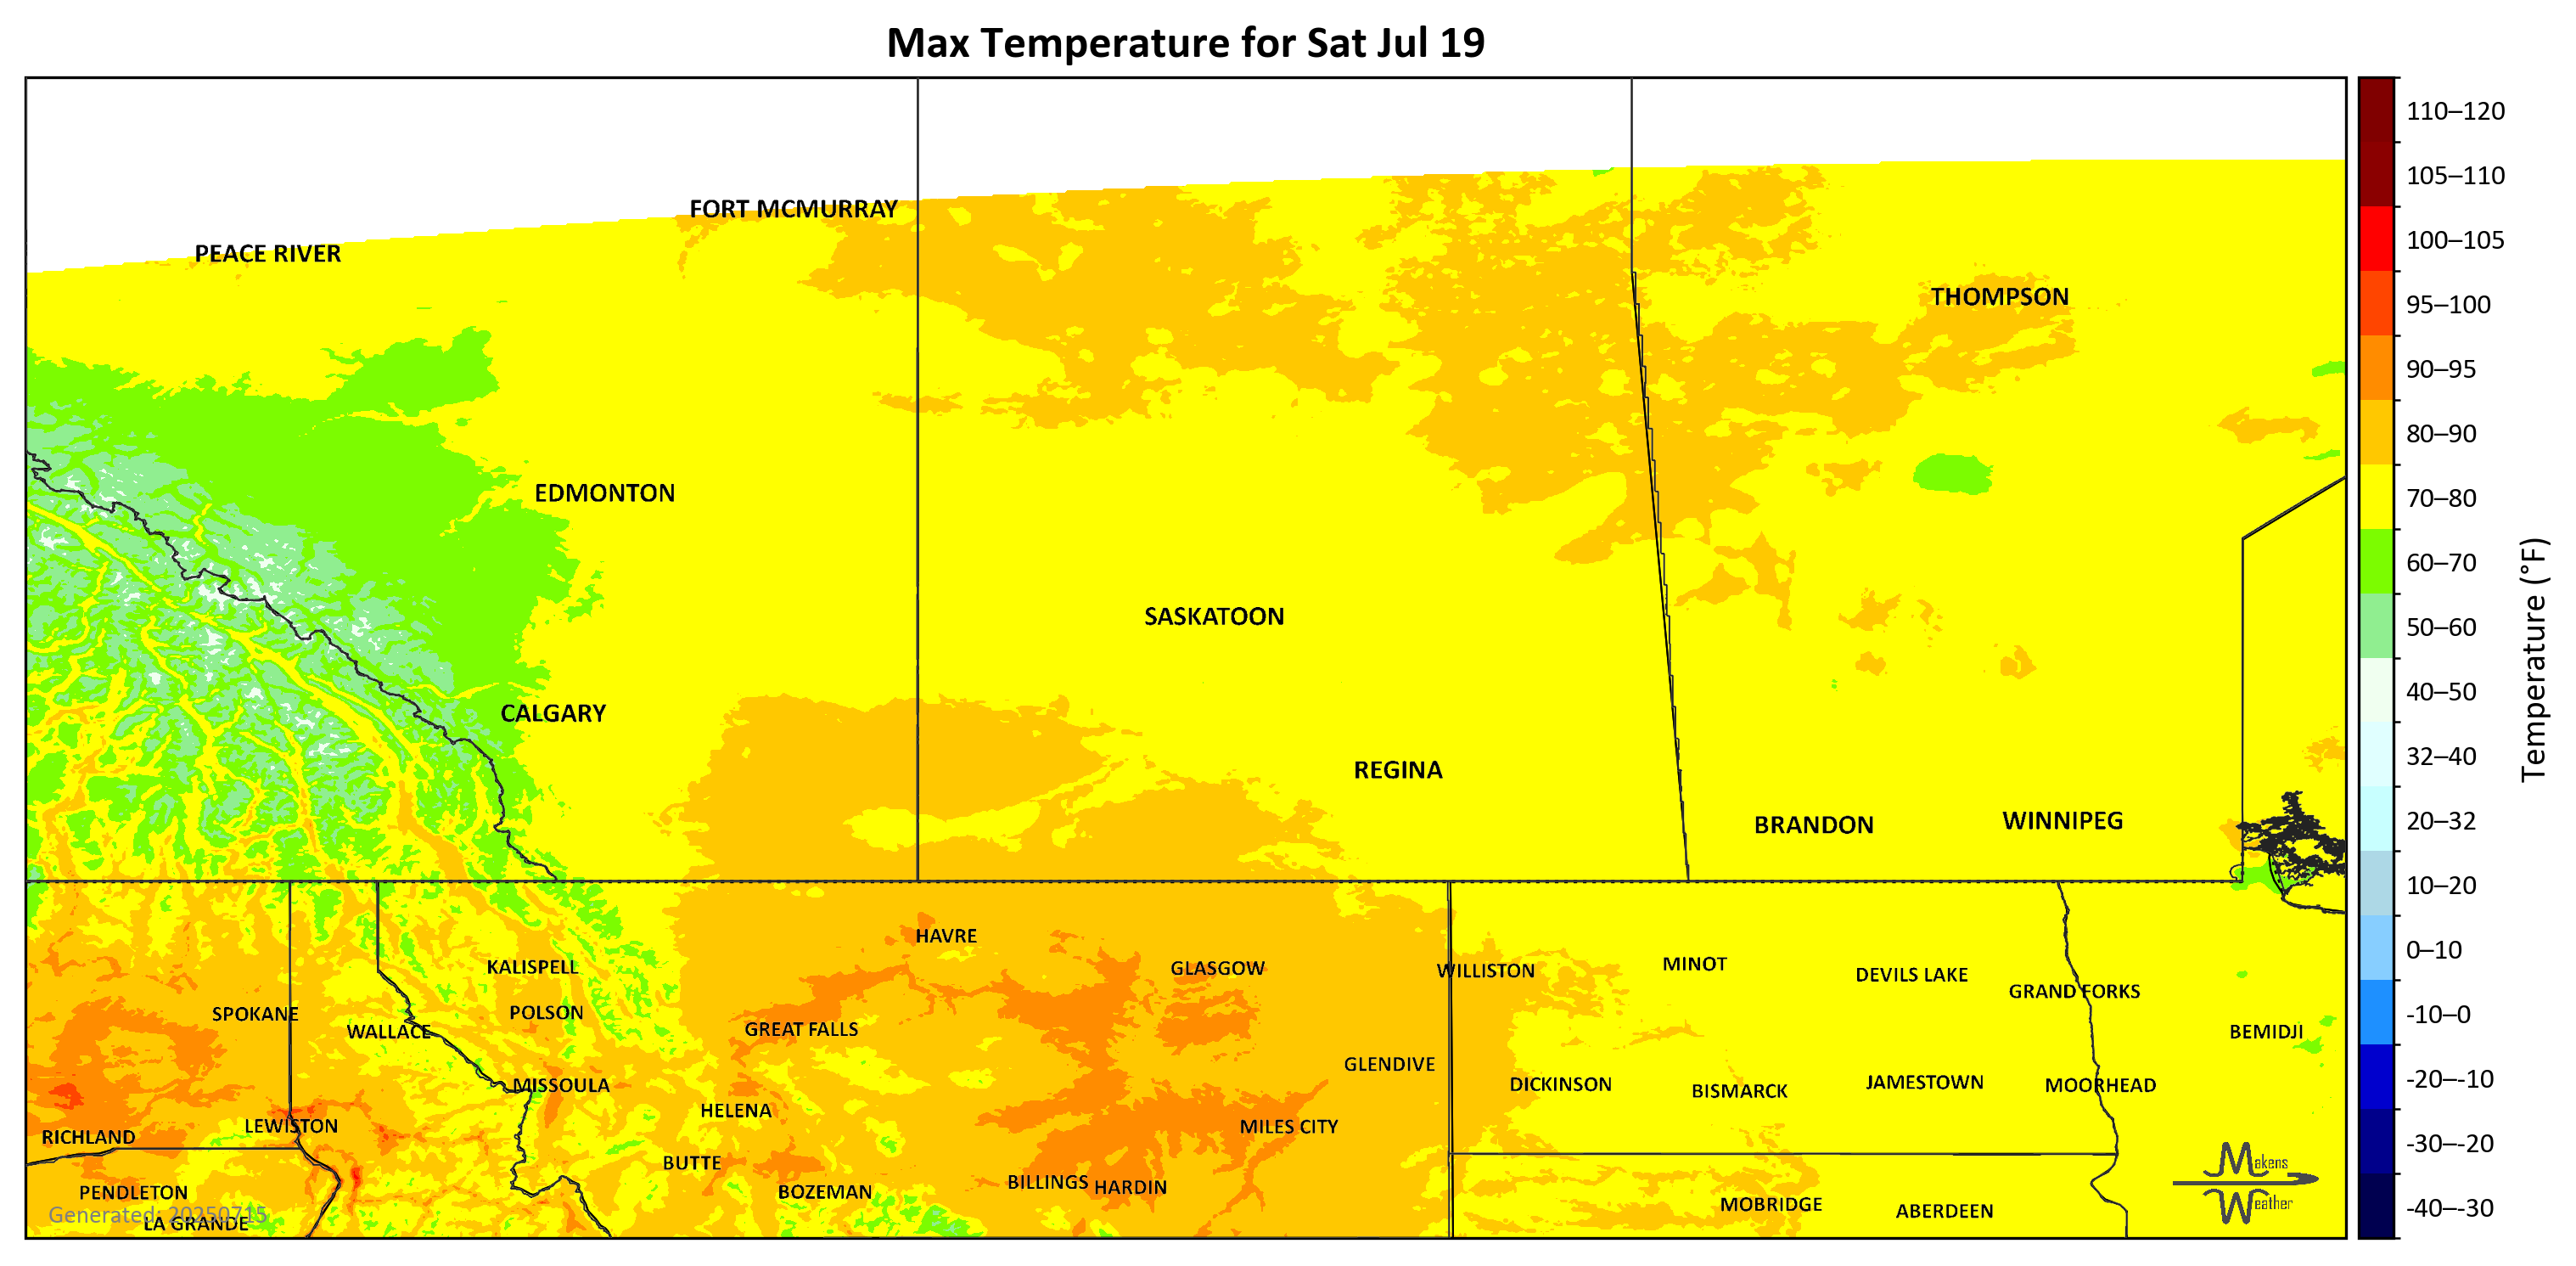 Max Temperature for Sat Jul 19
FORT MCMURRAY
PEACE RIVER
THOMPSON
EDMONTON
SASKATOON
CALGARY
REGINA
BRANDON
WINNIPEG
HAVRE
KALISPELL
GLASGOW
WILLISTON
MINOT
DEVILS LAKE
GRAND FORKS
SPOKANE
POLSON
WALLACE
GREAT FALLS
BEMIDJI
GLENDIVE
MISSOULA
DICKINSON
BISMARCK
JAMESTOWN
MOORHEAD
HELENA
LEWISTON
MILES CITY
RICHLAND
BUTTE
BILLINGS
HARDIN
PENDLETON
BOZEMAN
MOBRIDGE
ABERDEEN
Generated: 20250715
LA GRANDE
Makens
Weather
110–120
105–110
100–105
95–100
90–95
80–90
70–80
60–70
50–60
40–50
32–40
20–32
10–20
0–10
-10–0
-20–-10
-30–-20
-40–-30
Temperature (°F)